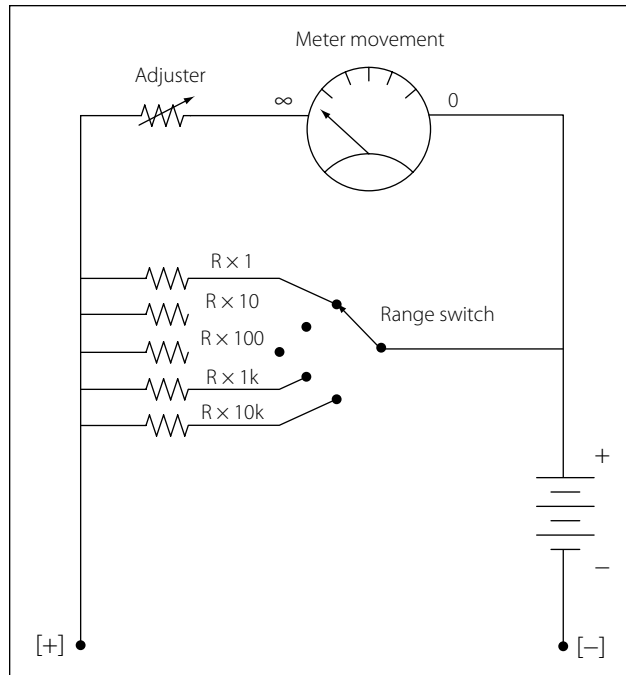 Meter movement
Adjuster
∞
0
R × 1
R × 10
Range switch
R × 100
R × 1k
R × 10k
+
−
[+]
[−]